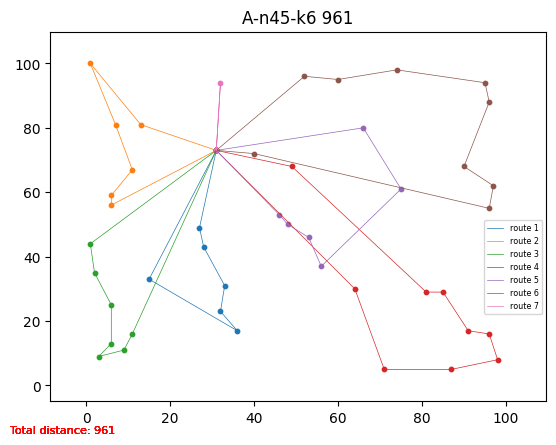 A-n45-k6 961
100
80
60
40
20
0
route 1
route 2
route 3
route 4
route 5
route 6
route 7
0 20 40 60 80 100
Total distance: 961